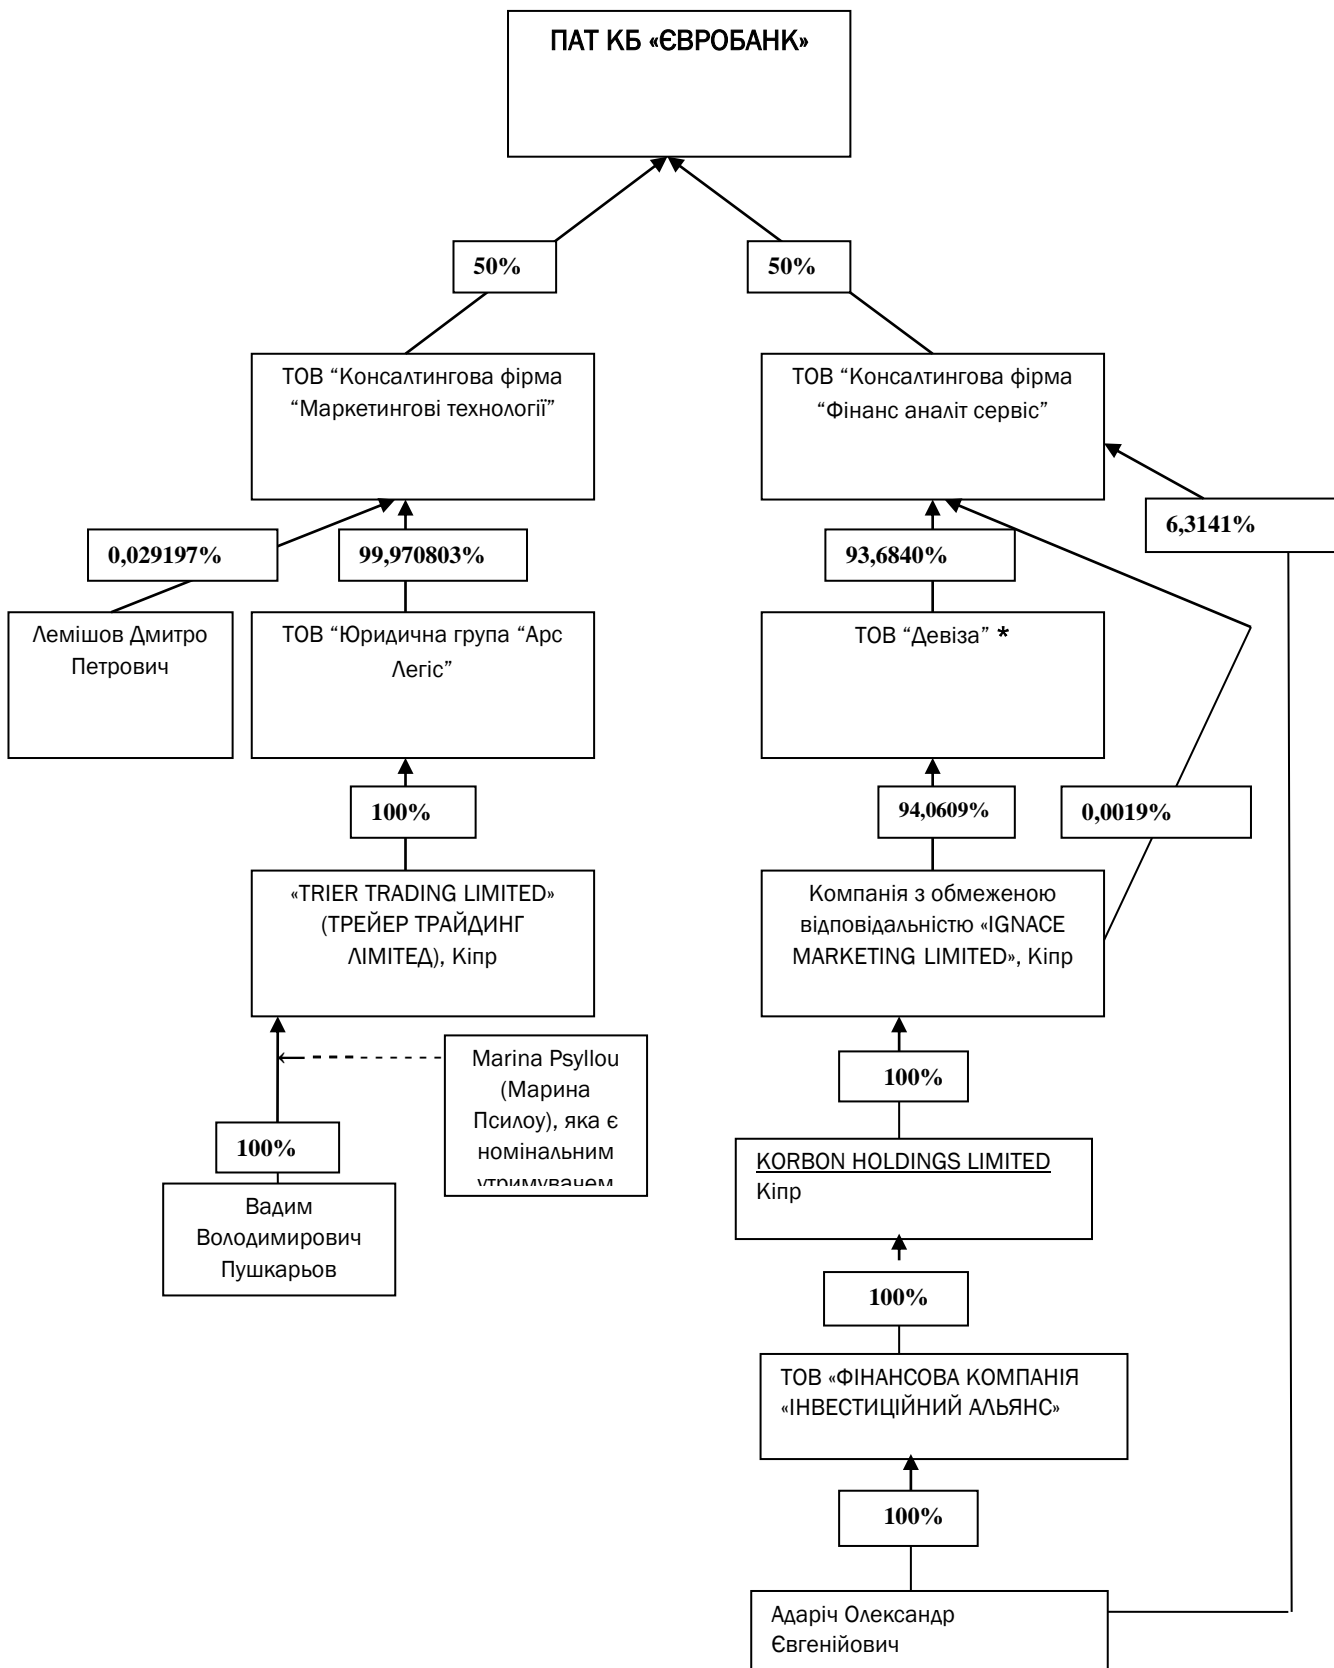 ПАТ КБ «ЄВРОБАНК»
50%
50%
ТОВ “Консалтингова фірма
“Маркетингові технології”
ТОВ “Консалтингова фірма
“Фінанс аналіт сервіс”
0,029197%
99,970803%
93,6840%
6,3141%
Лемішов Дмитро
Петрович
ТОВ “Юридична група “Арс
Легіс”
ТОВ “Девіза” *
100%
94,0609%
0,0019%
«TRIER TRADING LIMITED»
(ТРЕЙЕР ТРАЙДИНГ
ЛІМІТЕД), Кіпр
Компанія з обмеженою
відповідальністю «IGNACE
MARKETING LIMITED», Кіпр
Marina Psyllou
(Марина
Псилоу), яка є
номінальним
утримувачем
100%
100%
KORBON HOLDINGS LIMITED
Кіпр
Вадим
Володимирович
Пушкарьов
100%
ТОВ «ФІНАНСОВА КОМПАНІЯ
«ІНВЕСТИЦІЙНИЙ АЛЬЯНС»
100%
Адаріч Олександр
Євгенійович